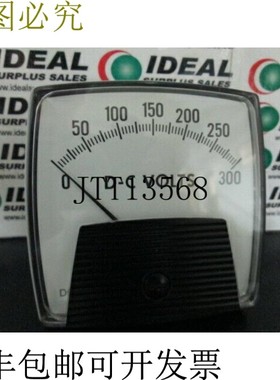 图必究
IDEAL
SURPLUS SALES
IDEAL
SURPLUS SALES
0 50 100 150 200 250 300
D-C VOLTS
JTT13568
丰包邮可开发票